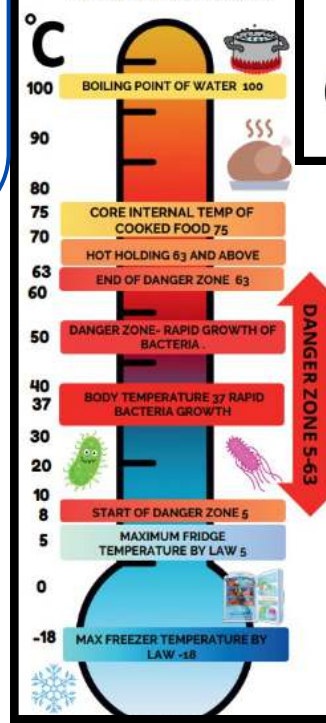 °C
100
BOILING POINT OF WATER 100
90
80
75
CORE INTERNAL TEMP OF
COOKED FOOD 75
70
HOT HOLDING 63 AND ABOVE
63
END OF DANGER ZONE 63
60
50
DANGER ZONE- RAPID GROWTH OF
BACTERIA .
40
37
BODY TEMPERATURE 37 RAPID
BACTERIA GROWTH
30
20
10
8
START OF DANGER ZONE 5
5
MAXIMUM FRIDGE
TEMPERATURE BY LAW 5
0
-18
MAX FREEZER TEMPERATURE BY
LAW -18
DANGER ZONE 5-63